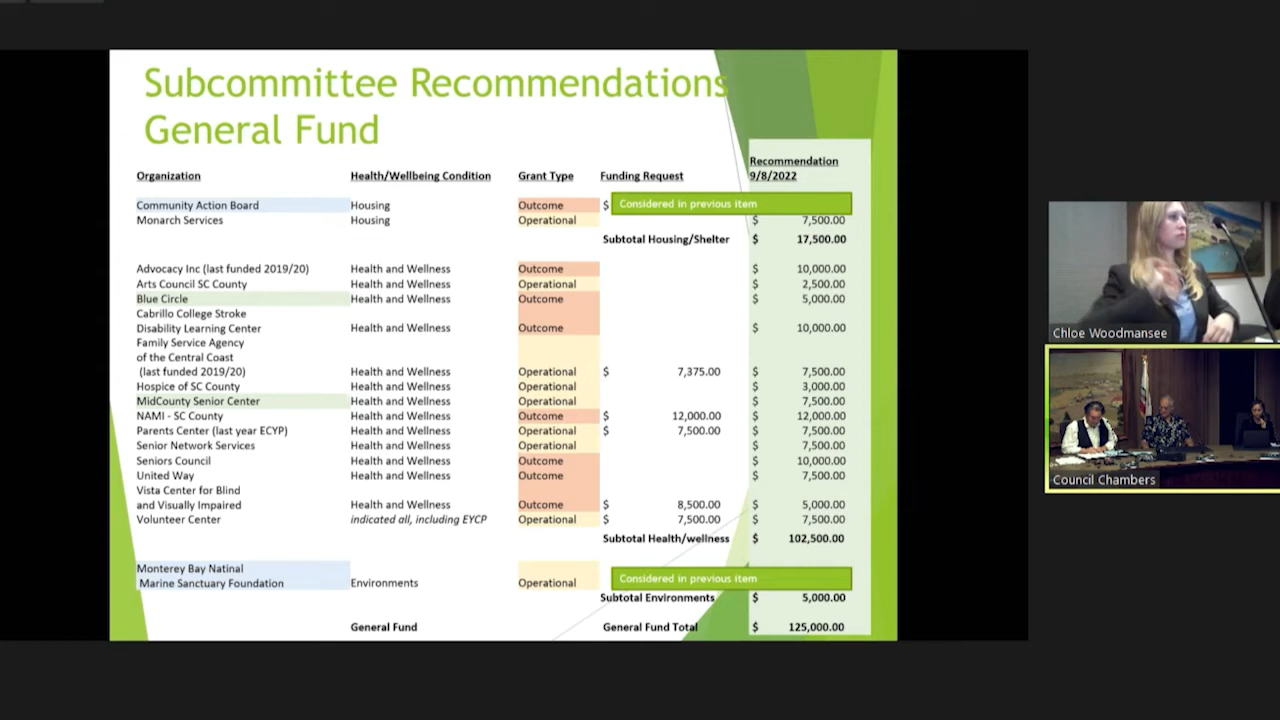 Subcommittee Recommendations
General Fund
Organization Health/Wellbeing Condition Grant Type Funding Request Recommendation 9/8/2022
Community Action Board Housing Outcome $ Considered in previous item
Monarch Services Housing Operational $ 7,500.00
Subtotal Housing/Shelter $ 17,500.00
Advocacy Inc (last funded 2019/20) Health and Wellness Outcome $ 10,000.00
Arts Council SC County Health and Wellness Operational $ 2,500.00
Blue Circle Health and Wellness Outcome $ 5,000.00
Cabrillo College Stroke
Disability Learning Center Health and Wellness Outcome $ 10,000.00
Family Service Agency
of the Central Coast
(last funded 2019/20) Health and Wellness Operational $ 7,375.00 $ 7,500.00
Hospice of SC County Health and Wellness Operational $ 3,000.00
MidCounty Senior Center Health and Wellness Operational $ 7,500.00
NAMI - SC County Health and Wellness Outcome $ 12,000.00 $ 12,000.00
Parents Center (last year ECYP) Health and Wellness Operational $ 7,500.00 $ 7,500.00
Senior Network Services Health and Wellness Operational $ 7,500.00
Seniors Council Health and Wellness Outcome $ 10,000.00
United Way Health and Wellness Outcome $ 7,500.00
Vista Center for Blind
and Visually Impaired Health and Wellness Outcome $ 8,500.00 $ 5,000.00
Volunteer Center indicated all, including EYCP Operational $ 7,500.00 $ 7,500.00
Subtotal Health/wellness $ 102,500.00
Monterey Bay Natinal
Marine Sanctuary Foundation Environments Operational Considered in previous item
Subtotal Environments $ 5,000.00
General Fund General Fund Total $ 125,000.00
Chloe Woodmansee
Council Chambers